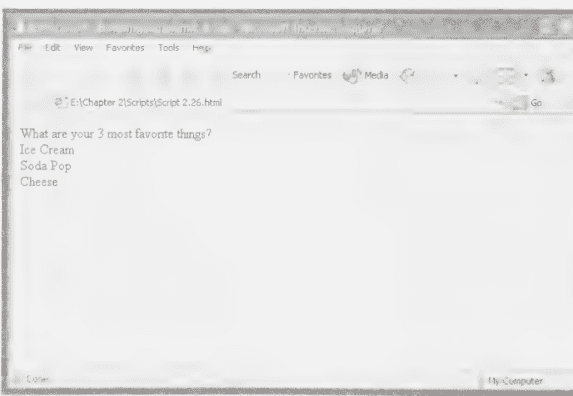 File Edit View Favorites Tools Help
Search Favorites Media
E:\Chapter 2\Scripts\Script 2.26.html Go
What are your 3 most favorite things?
Ice Cream
Soda Pop
Cheese
My Computer